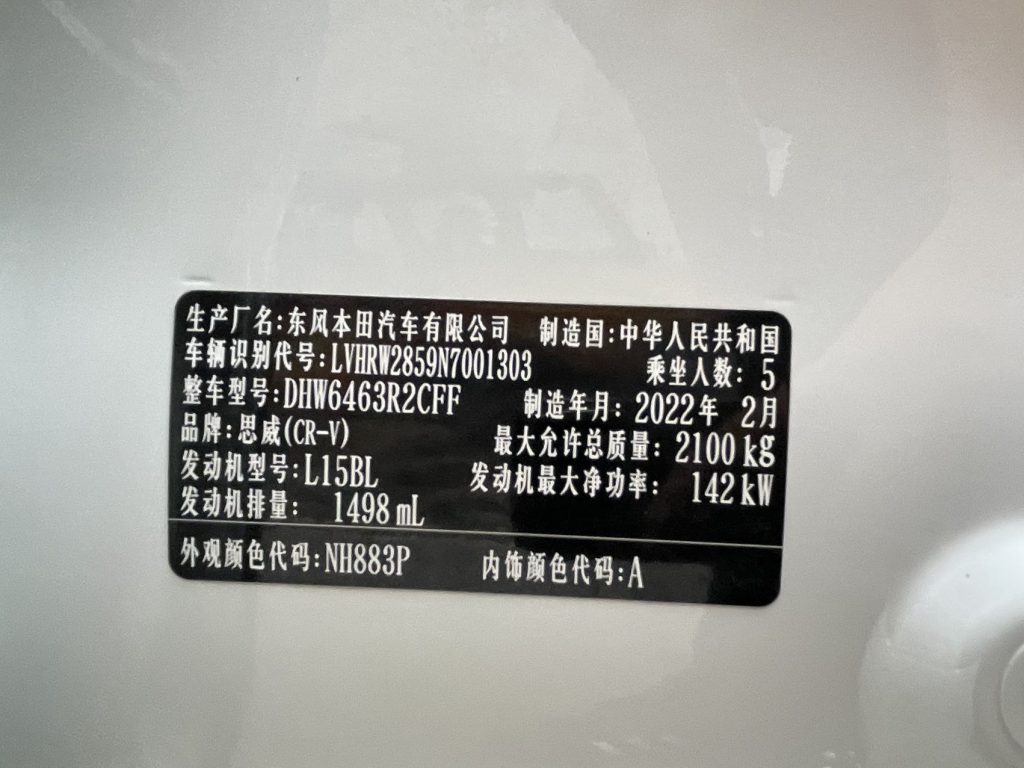 生产厂名:东风本田汽车有限公司 制造国:中华人民共和国
车辆识别代号:LVHRW2859N7001303 乘坐人数: 5
整车型号:DHW6463R2CFF 制造年月: 2022年 2月
品牌:思威(CR-V) 最大允许总质量: 2100 kg
发动机型号:L15BL 发动机最大净功率: 142 kW
发动机排量: 1498 mL
外观颜色代码:NH883P 内饰颜色代码:A